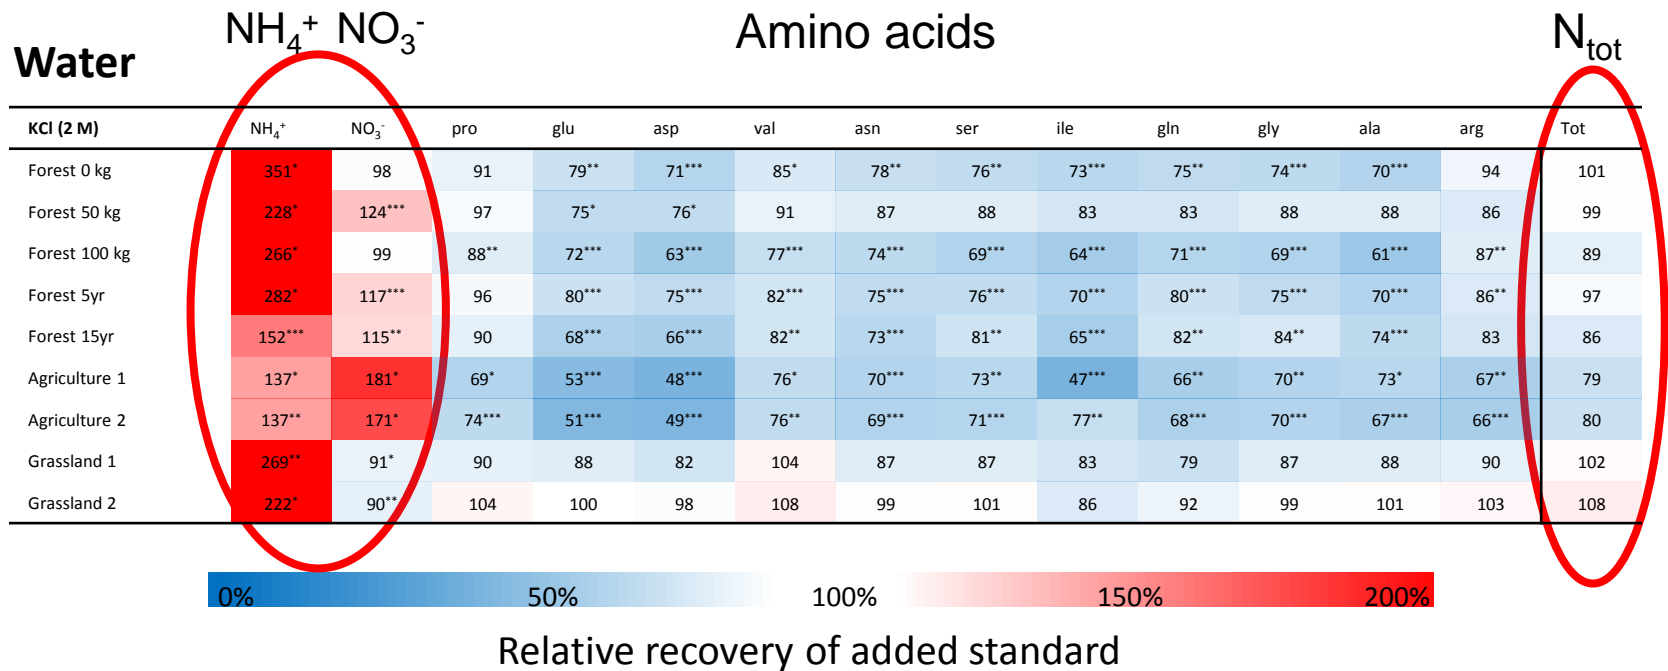 NH₄⁺ NO₃⁻ Amino acids N_tot
Water
KCl (2 M) NH₄⁺ NO₃⁻ pro glu asp val asn ser ile gln gly ala arg Tot
Forest 0 kg 351* 98 91 79** 71*** 85* 78** 76** 73*** 75** 74*** 70*** 94 101
Forest 50 kg 228* 124*** 97 75* 76* 91 87 88 83 83 88 88 86 99
Forest 100 kg 266* 99 88** 72*** 63*** 77*** 74*** 69*** 64*** 71*** 69*** 61*** 87** 89
Forest 5yr 282* 117*** 96 80*** 75*** 82*** 75*** 76*** 70*** 80*** 75*** 70*** 86** 97
Forest 15yr 152*** 115** 90 68*** 66*** 82** 73*** 81** 65*** 82** 84** 74*** 83 86
Agriculture 1 137* 181* 69* 53*** 48*** 76* 70*** 73** 47*** 66** 70** 73* 67** 79
Agriculture 2 137** 171* 74*** 51*** 49*** 76** 69*** 71*** 77** 68*** 70*** 67*** 66*** 80
Grassland 1 269** 91* 90 88 82 104 87 87 83 79 87 88 90 102
Grassland 2 222* 90** 104 100 98 108 99 101 86 92 99 101 103 108
0% 50% 100% 150% 200%
Relative recovery of added standard